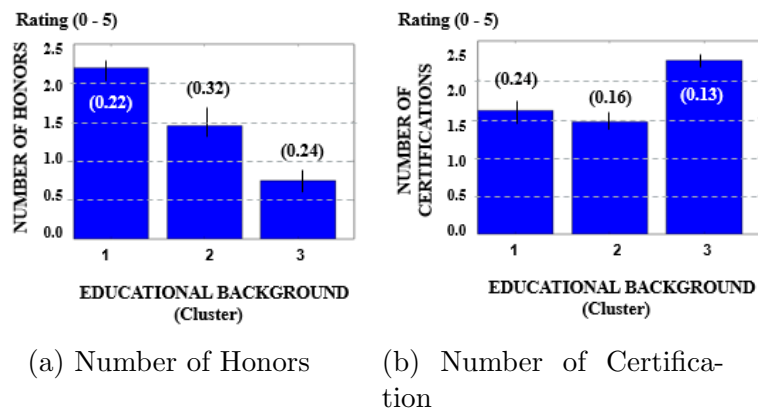 Rating (0 - 5)
NUMBER OF HONORS
2.5
2.0
1.5
1.0
0.5
0.0
(0.22)
(0.32)
(0.24)
1 2 3
EDUCATIONAL BACKGROUND
(Cluster)
(a) Number of Honors
Rating (0 - 5)
NUMBER OF
CERTIFICATIONS
2.5
2.0
1.5
1.0
0.5
0.0
(0.24)
(0.16)
(0.13)
1 2 3
EDUCATIONAL BACKGROUND
(Cluster)
(b) Number of Certifica-
tion